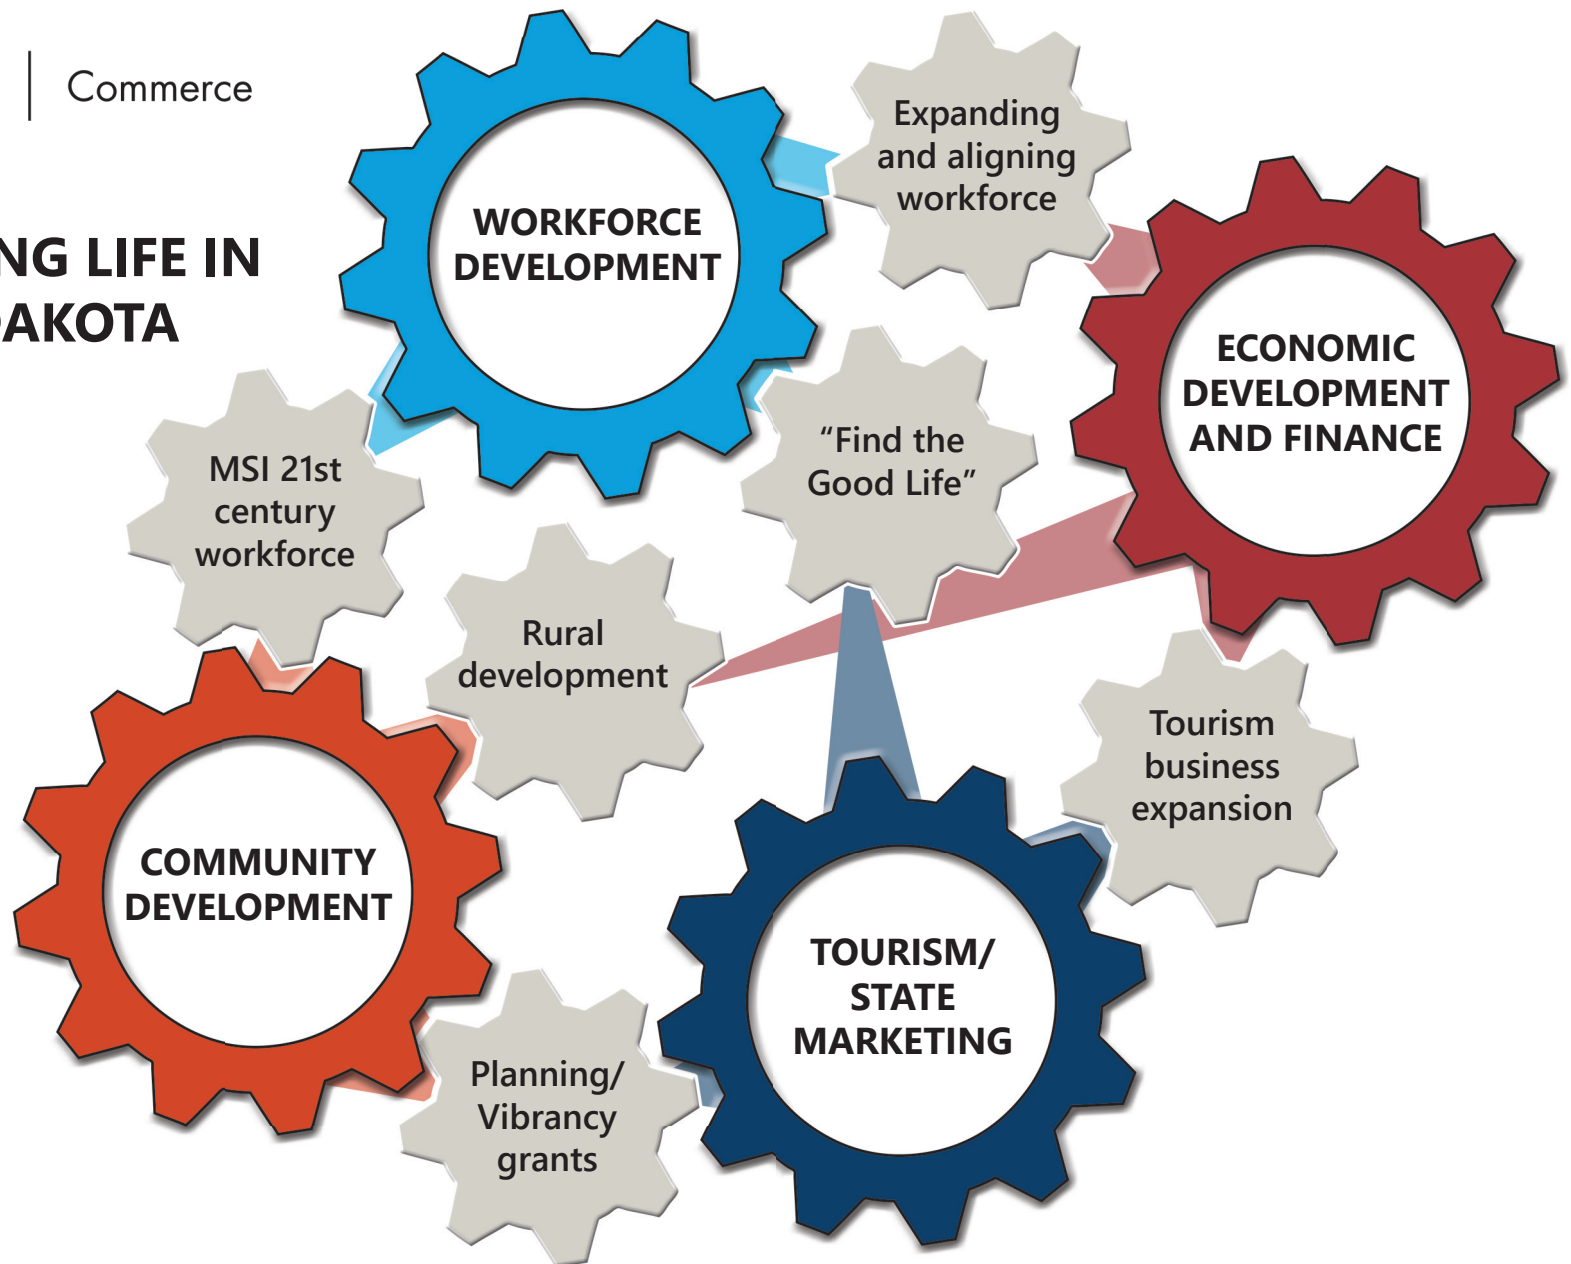 Commerce
NG LIFE IN
DAKOTA
WORKFORCE
DEVELOPMENT
Expanding
and aligning
workforce
ECONOMIC
DEVELOPMENT
AND FINANCE
MSI 21st
century
workforce
“Find the
Good Life”
Rural
development
Tourism
business
expansion
COMMUNITY
DEVELOPMENT
TOURISM/
STATE
MARKETING
Planning/
Vibrancy
grants